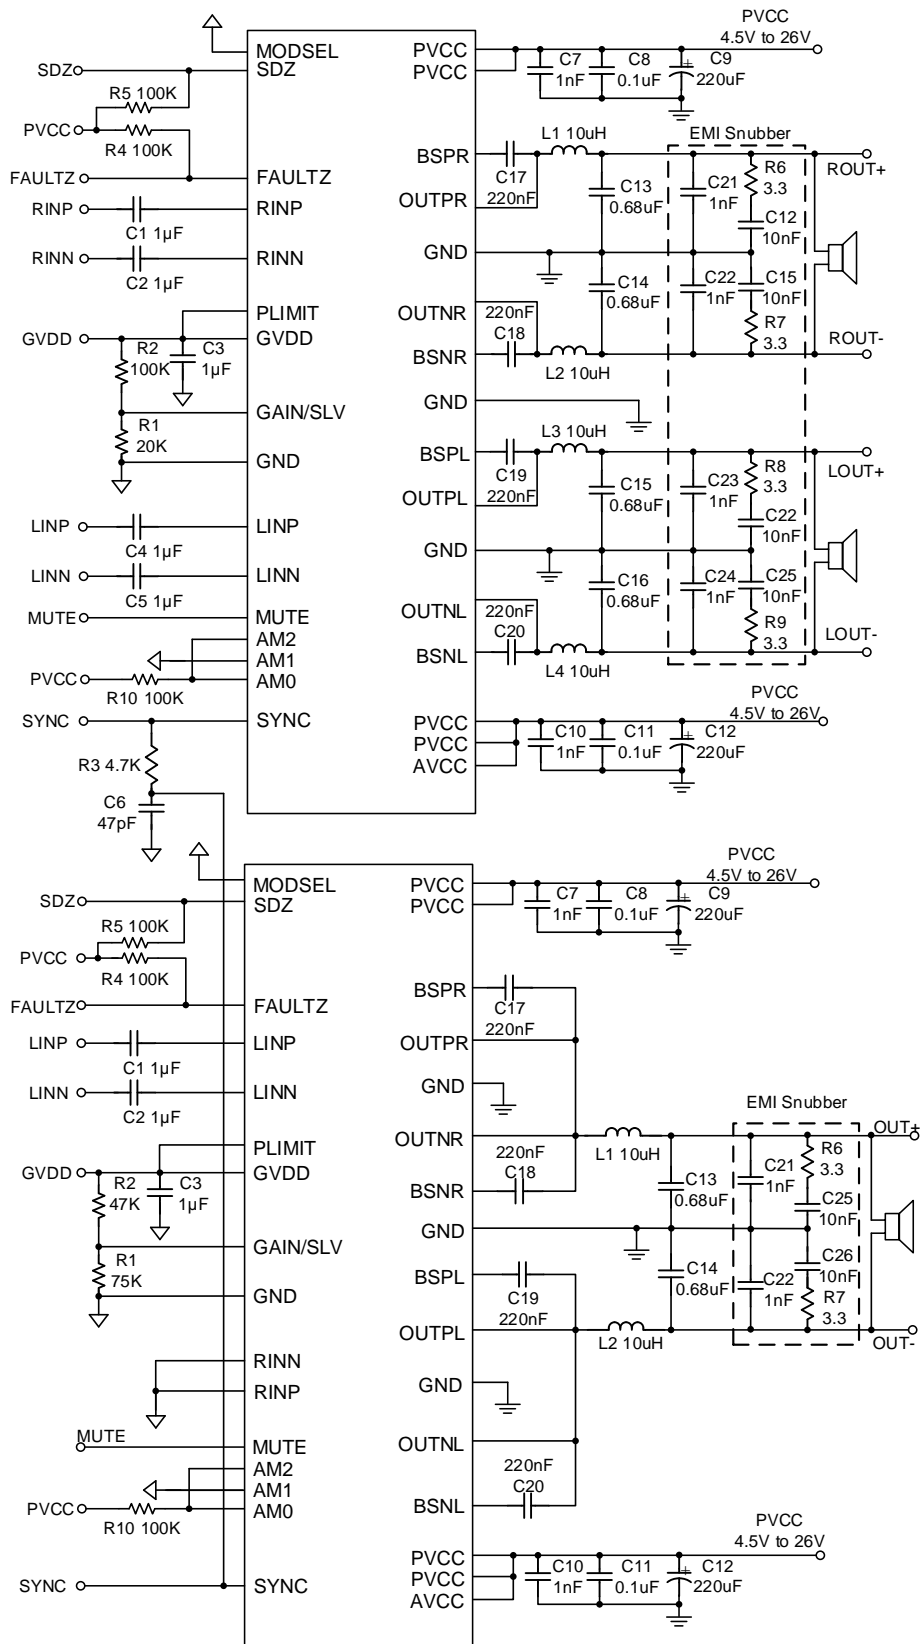 MODSEL
SDZ
SDZ
R5 100K
PVCC
R4 100K
FAULTZ
FAULTZ
RINP
RINP
C1 1µF
RINN
RINN
C2 1µF
PLIMIT
GVDD
GVDD
R2
100K
C3
1µF
GAIN/SLV
R1
20K
GND
LINP
LINP
C4 1µF
LINN
LINN
C5 1µF
MUTE
MUTE
AM2
AM1
PVCC
AM0
R10 100K
SYNC
SYNC
R3 4.7K
C6
47pF
PVCC
PVCC
PVCC
4.5V to 26V
C7
1nF
C8
0.1uF
C9
220uF
BSPR
C17
220nF
L1 10uH
OUTPR
C13
0.68uF
EMI Snubber
C21
1nF
R6
3.3
C12
10nF
ROUT+
GND
C14
0.68uF
C22
1nF
C15
10nF
R7
3.3
OUTNR
220nF
C18
BSNR
L2 10uH
ROUT-
GND
BSPL
C19
220nF
L3 10uH
OUTPL
C15
0.68uF
C23
1nF
R8
3.3
C22
10nF
LOUT+
GND
C16
0.68uF
C24
1nF
C25
10nF
R9
3.3
OUTNL
220nF
C20
BSNL
L4 10uH
LOUT-
PVCC
4.5V to 26V
PVCC
PVCC
AVCC
C10
1nF
C11
0.1uF
C12
220uF
MODSEL
SDZ
SDZ
R5 100K
PVCC
R4 100K
FAULTZ
FAULTZ
LINP
LINP
C1 1µF
LINN
LINN
C2 1µF
PLIMIT
GVDD
GVDD
R2
47K
C3
1µF
GAIN/SLV
R1
75K
GND
RINN
RINP
MUTE
MUTE
AM2
AM1
PVCC
AM0
R10 100K
SYNC
SYNC
PVCC
4.5V to 26V
PVCC
PVCC
C7
1nF
C8
0.1uF
C9
220uF
BSPR
C17
220nF
OUTPR
GND
EMI Snubber
OUTNR
220nF
C18
L1 10uH
BSNR
C13
0.68uF
C21
1nF
R6
3.3
C25
10nF
OUT+
GND
BSPL
C19
220nF
C14
0.68uF
C22
1nF
C26
10nF
R7
3.3
OUTPL
L2 10uH
OUT-
GND
OUTNL
220nF
C20
BSNL
PVCC
4.5V to 26V
PVCC
PVCC
AVCC
C10
1nF
C11
0.1uF
C12
220uF